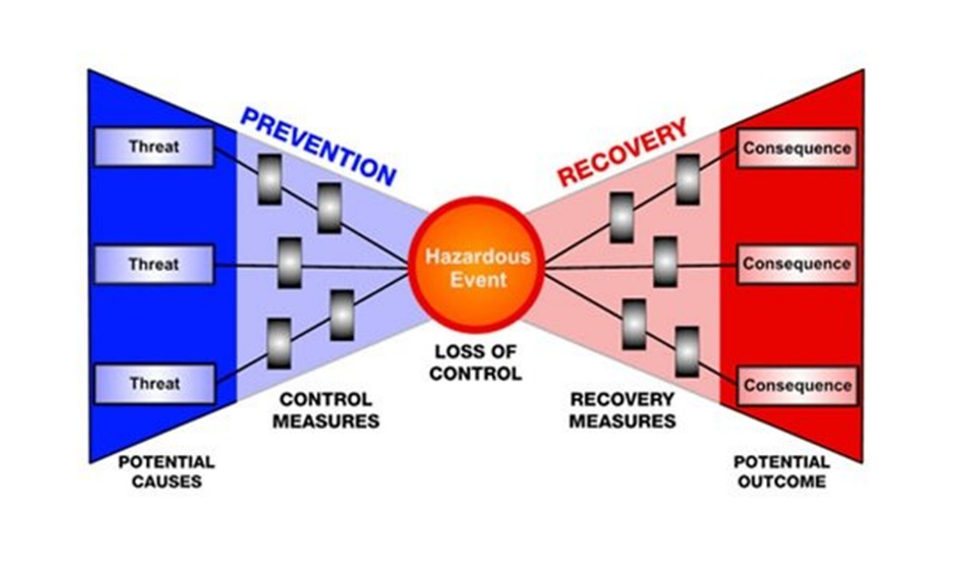 PREVENTION
RECOVERY
Threat
Consequence
Threat
Hazardous
Event
Consequence
LOSS OF
CONTROL
Threat
Consequence
CONTROL
MEASURES
RECOVERY
MEASURES
POTENTIAL
CAUSES
POTENTIAL
OUTCOME